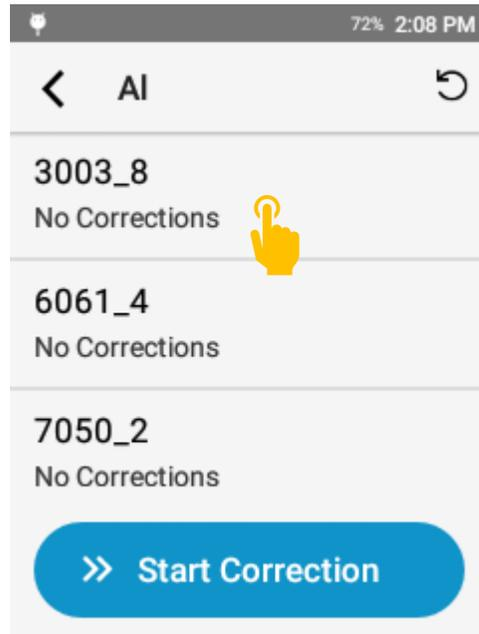 72% 2:08 PM
Al
3003_8
No Corrections
6061_4
No Corrections
7050_2
No Corrections
Start Correction